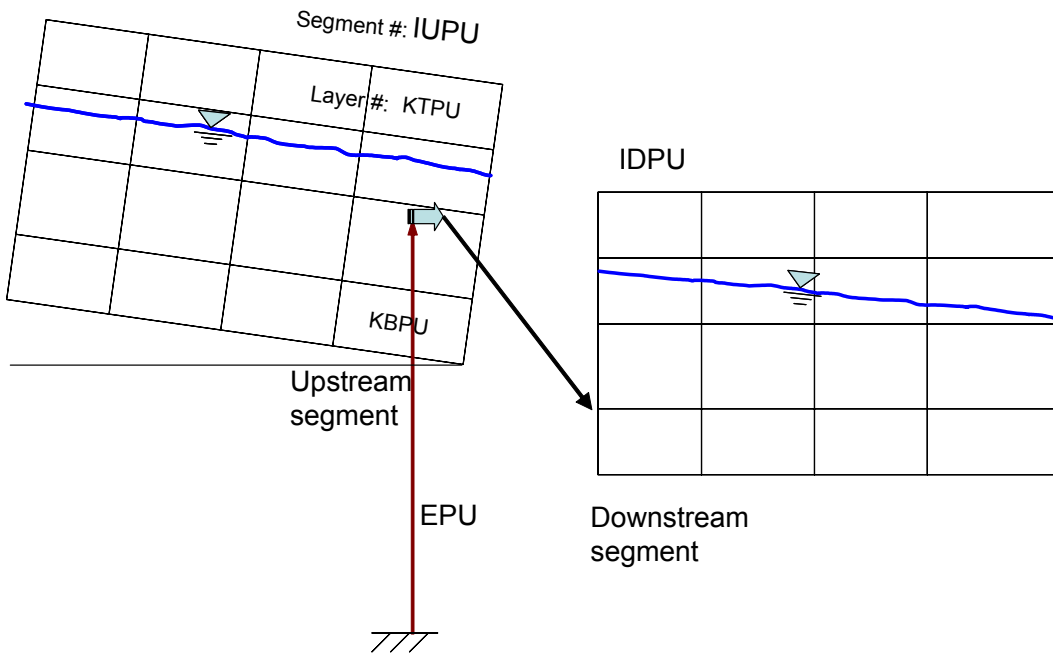 Segment #: IUPU
Layer #: KTPU
IDPU
KBPU
Upstream
segment
EPU
Downstream
segment